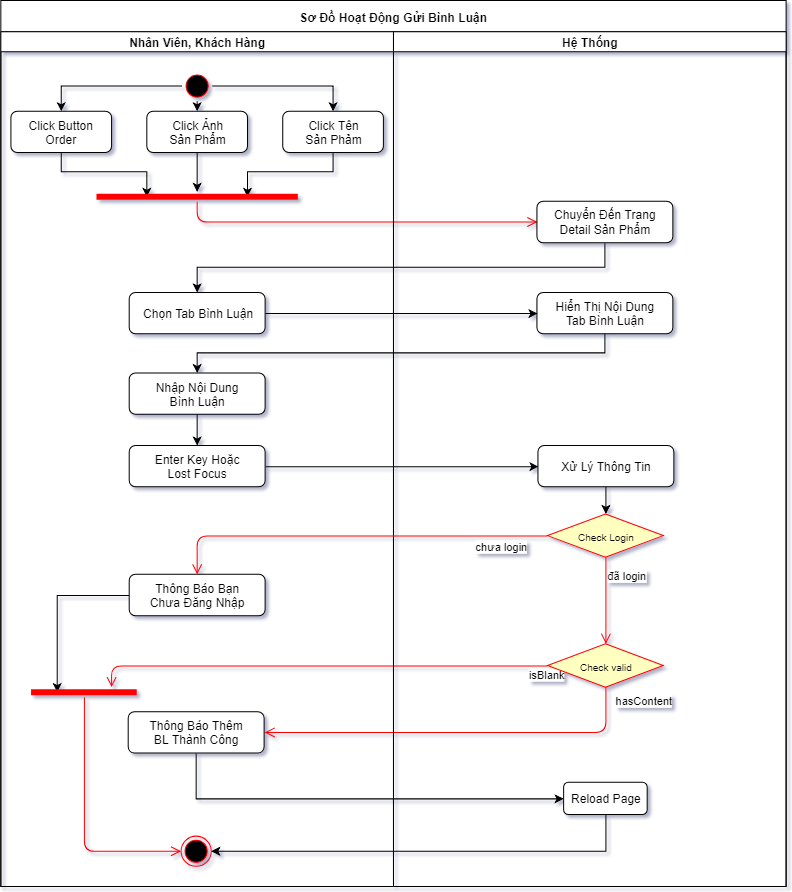 Sơ Đồ Hoạt Động Gửi Bình Luận
Nhân Viên, Khách Hàng
Hệ Thống
Click Button
Order
Click Ảnh
Sản Phẩm
Click Tên
Sản Phẩm
Chuyển Đến Trang
Detail Sản Phẩm
Chọn Tab Bình Luận
Hiển Thị Nội Dung
Tab Bình Luận
Nhập Nội Dung
Bình Luận
Enter Key Hoặc
Lost Focus
Xử Lý Thông Tin
Check Login
chưa login
đã login
Thông Báo Bạn
Chưa Đăng Nhập
Check valid
isBlank
hasContent
Thông Báo Thêm
BL Thành Công
Reload Page